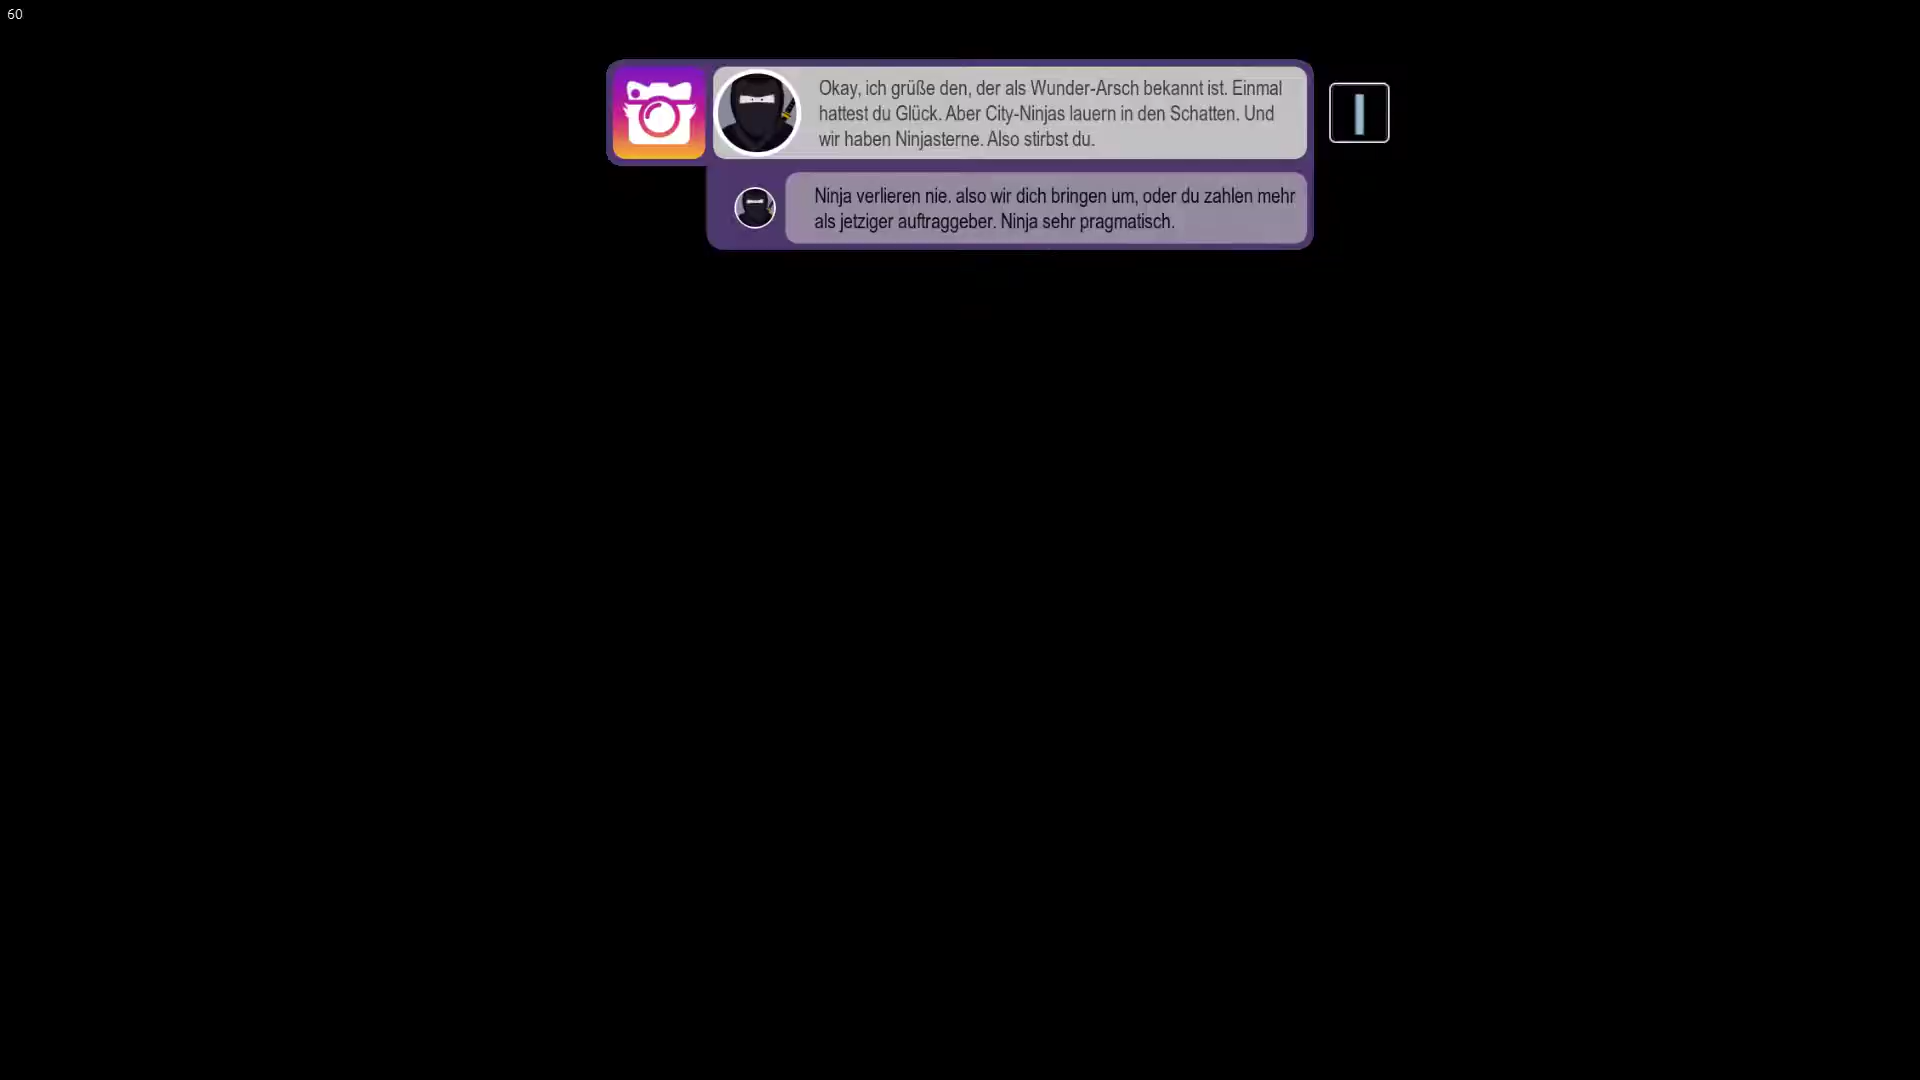 60
Okay, ich grüße den, der als Wunder-Arsch bekannt ist. Einmal
hattest du Glück. Aber City-Ninjas lauern in den Schatten. Und
wir haben Ninjasterne. Also stirbst du.
Ninja verlieren nie. also wir dich bringen um, oder du zahlen mehr
als jetziger auftraggeber. Ninja sehr pragmatisch.